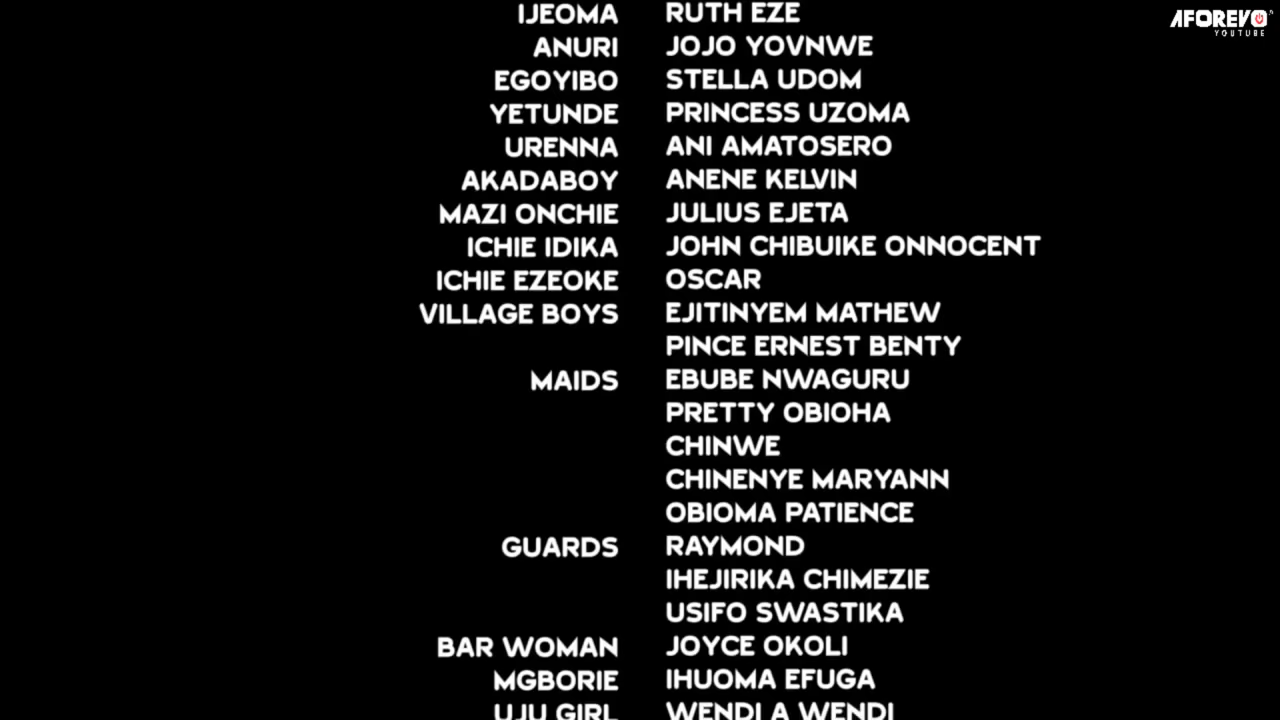 AFOREVO
YOUTUBE
IJEOMA RUTH EZE
ANURI JOJO YOVNWE
EGOYIBO STELLA UDOM
YETUNDE PRINCESS UZOMA
URENNA ANI AMATOSERO
AKADABOY ANENE KELVIN
MAZI ONCHIE JULIUS EJETA
ICHIE IDIKA JOHN CHIBUIKE ONNOCENT
ICHIE EZEOKE OSCAR
VILLAGE BOYS EJITINYEM MATHEW
PINCE ERNEST BENTY
MAIDS EBUBE NWAGURU
PRETTY OBIOHA
CHINWE
CHINENYE MARYANN
OBIOMA PATIENCE
GUARDS RAYMOND
IHEJIRIKA CHIMEZIE
USIFO SWASTIKA
BAR WOMAN JOYCE OKOLI
MGBORIE IHUOMA EFUGA
UJU GIRL WENDI A WENDI